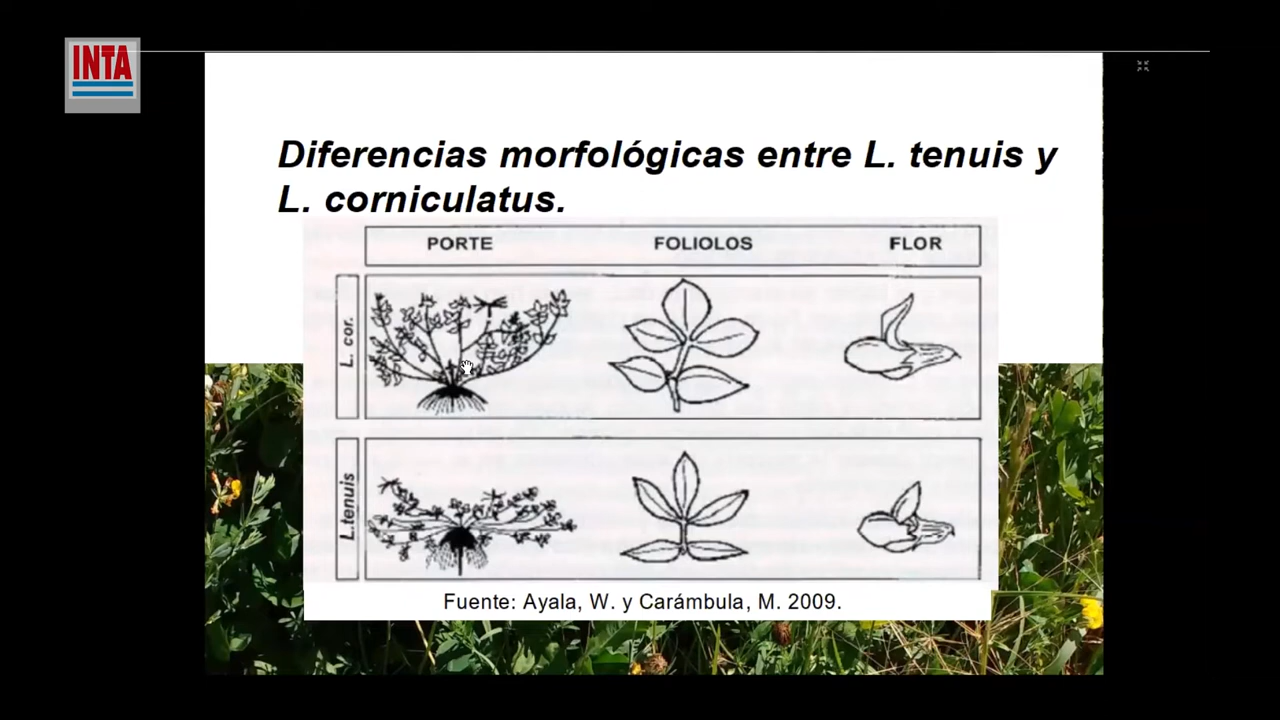 INTA
Diferencias morfológicas entre L. tenuis y
L. corniculatus.
PORTE FOLIOLOS FLOR
L. cor.
L.tenuis
Fuente: Ayala, W. y Carámbula, M. 2009.